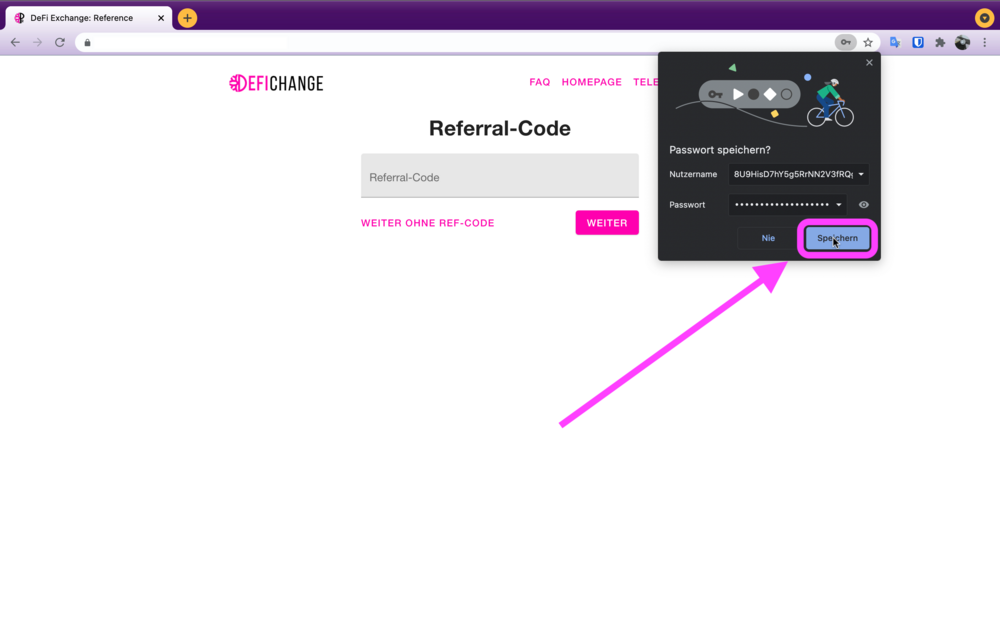 DeFi Exchange: Reference
DEFICHANGE
FAQ HOMEPAGE TELE
Referral-Code
Referral-Code
WEITER OHNE REF-CODE WEITER
Passwort speichern?
Nutzername 8U9HisD7hY5g5RrNN2V3fRQ
Passwort ••••••••••••••••••••
Nie Speichern